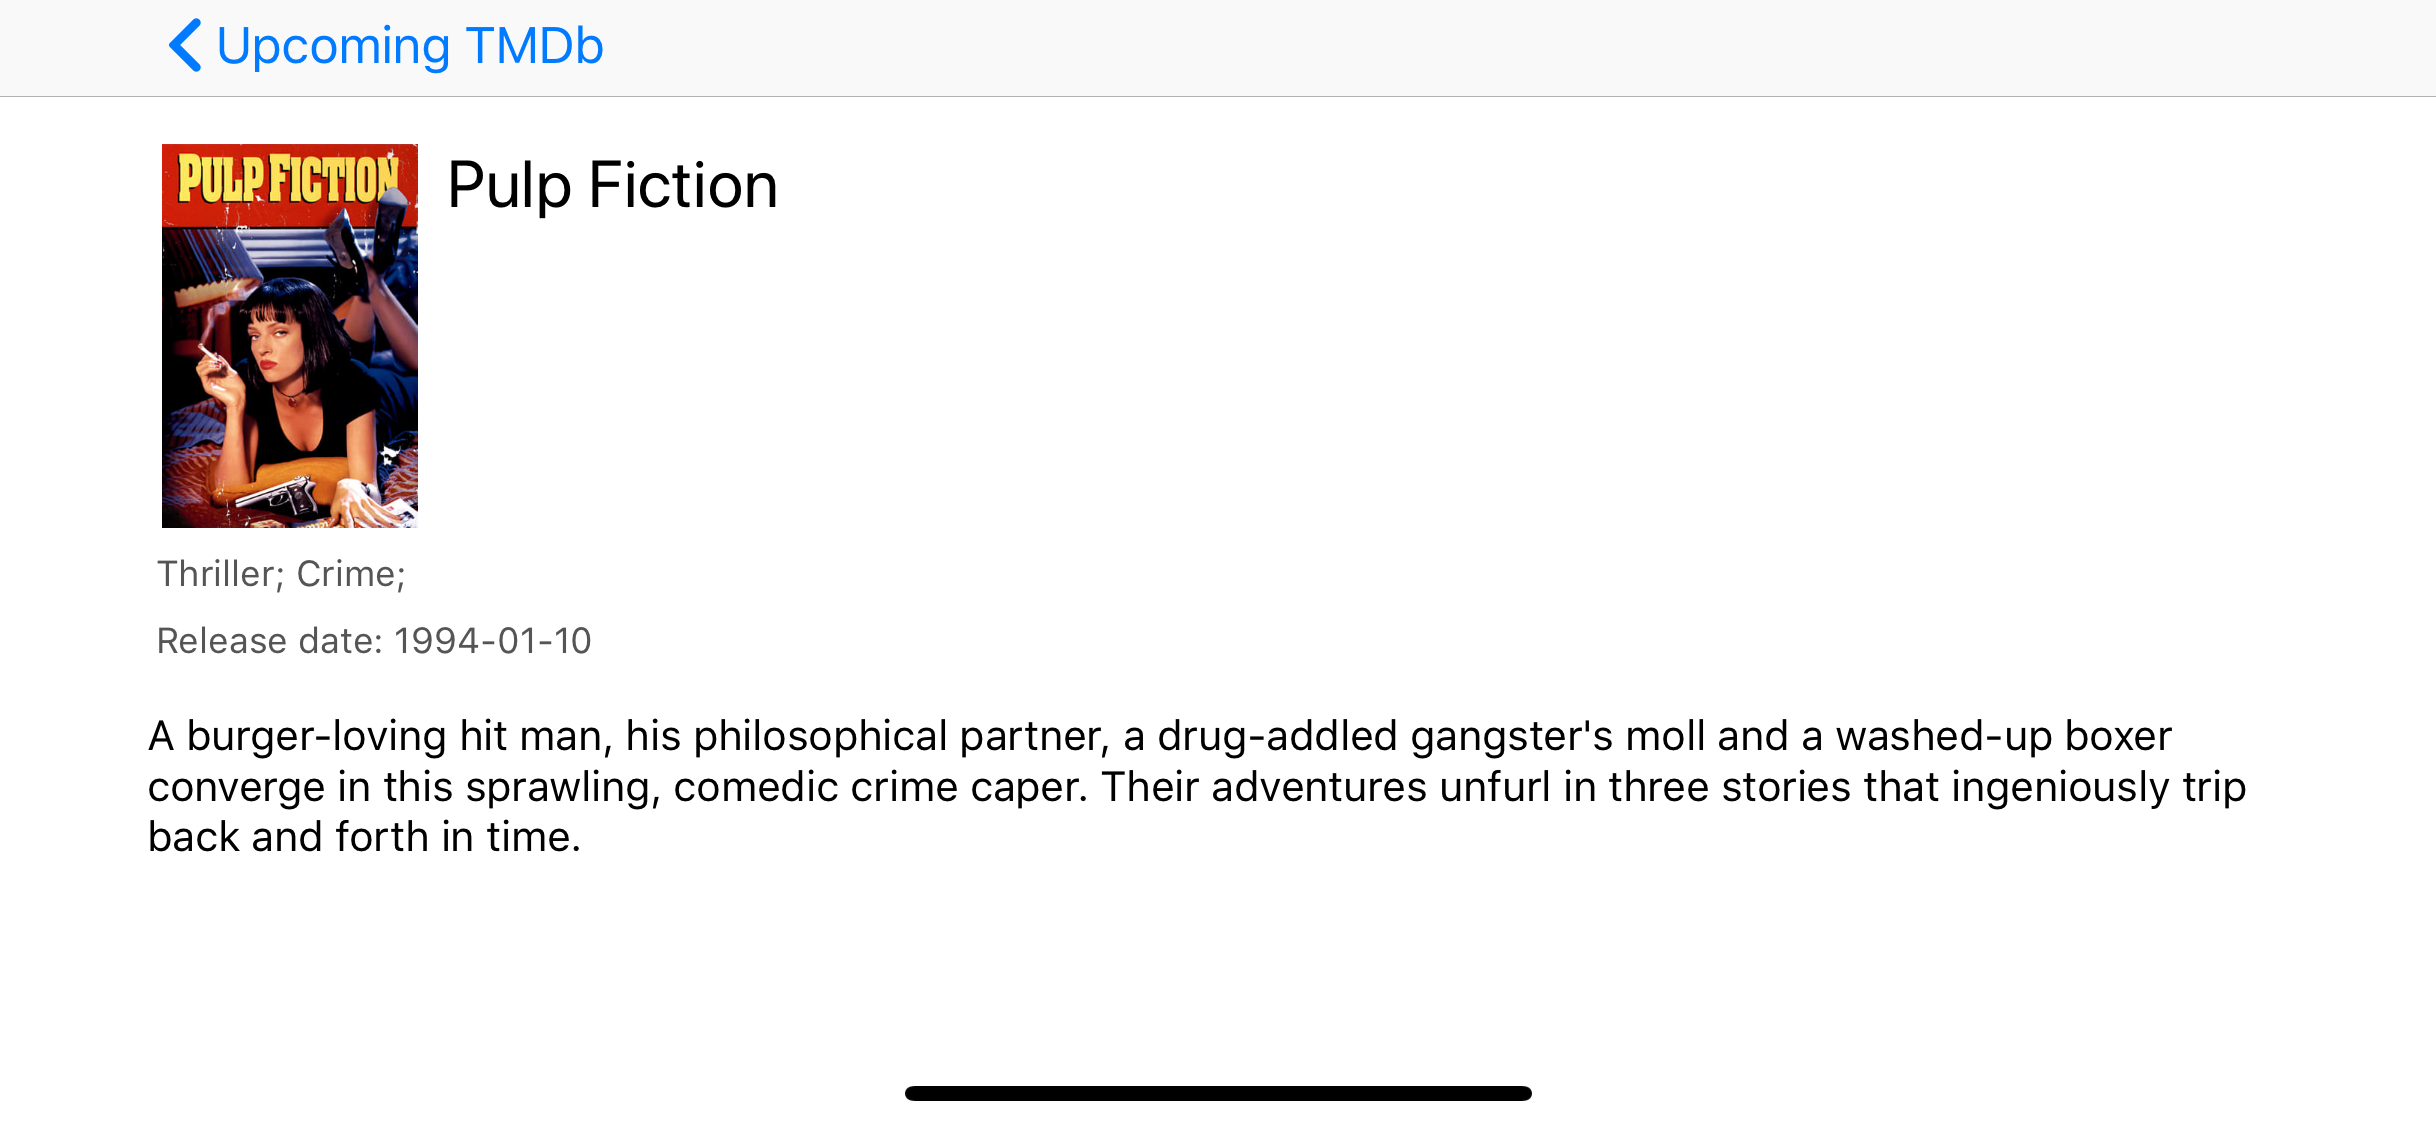 Upcoming TMDb
PULP FICTION
Pulp Fiction
Thriller; Crime;
Release date: 1994-01-10
A burger-loving hit man, his philosophical partner, a drug-addled gangster's moll and a washed-up boxer
converge in this sprawling, comedic crime caper. Their adventures unfurl in three stories that ingeniously trip
back and forth in time.